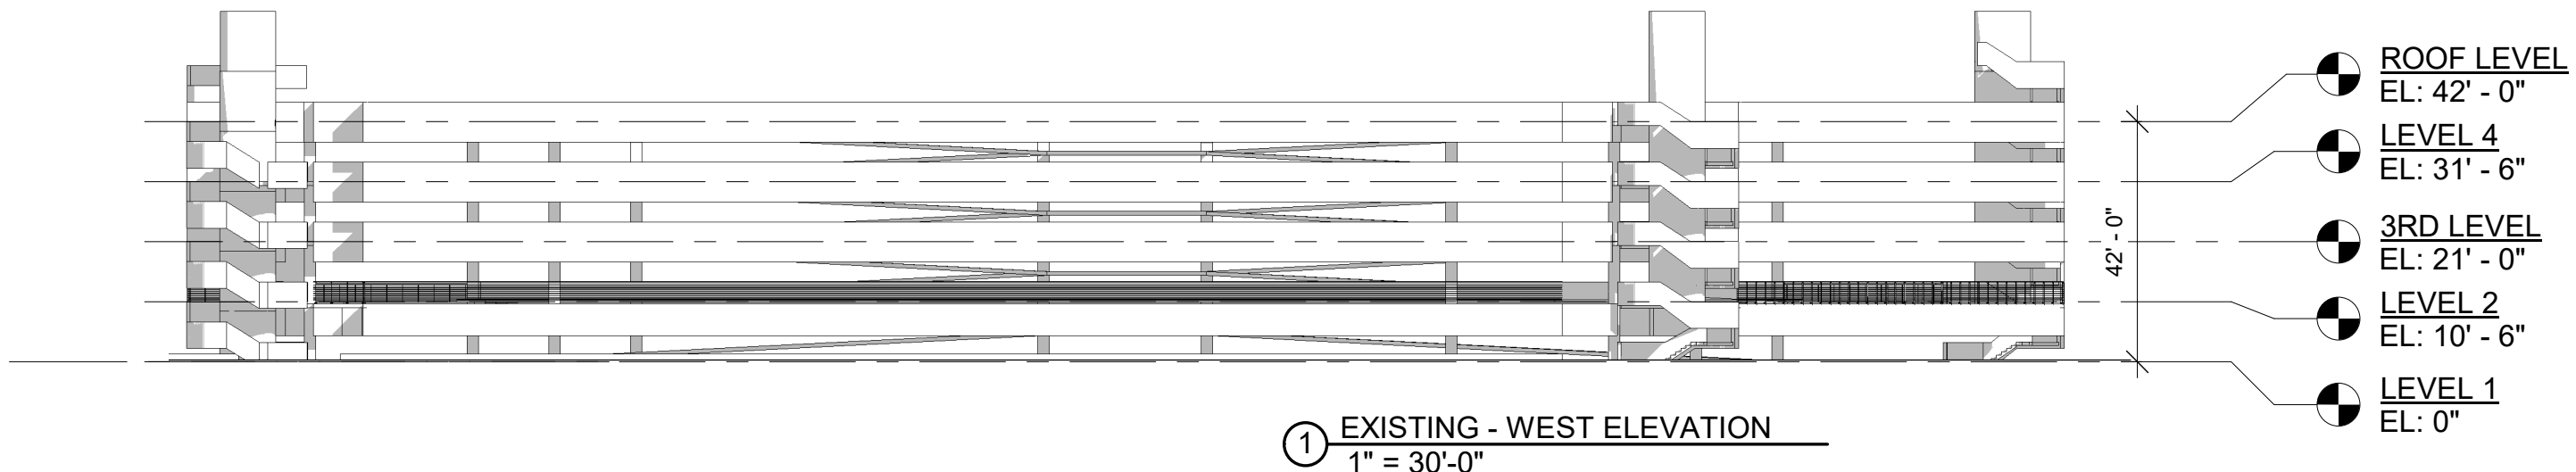 ROOF LEVEL
EL: 42' - 0"
LEVEL 4
EL: 31' - 6"
3RD LEVEL
EL: 21' - 0"
42' - 0"
LEVEL 2
EL: 10' - 6"
LEVEL 1
EL: 0"
1 EXISTING - WEST ELEVATION
1" = 30'-0"